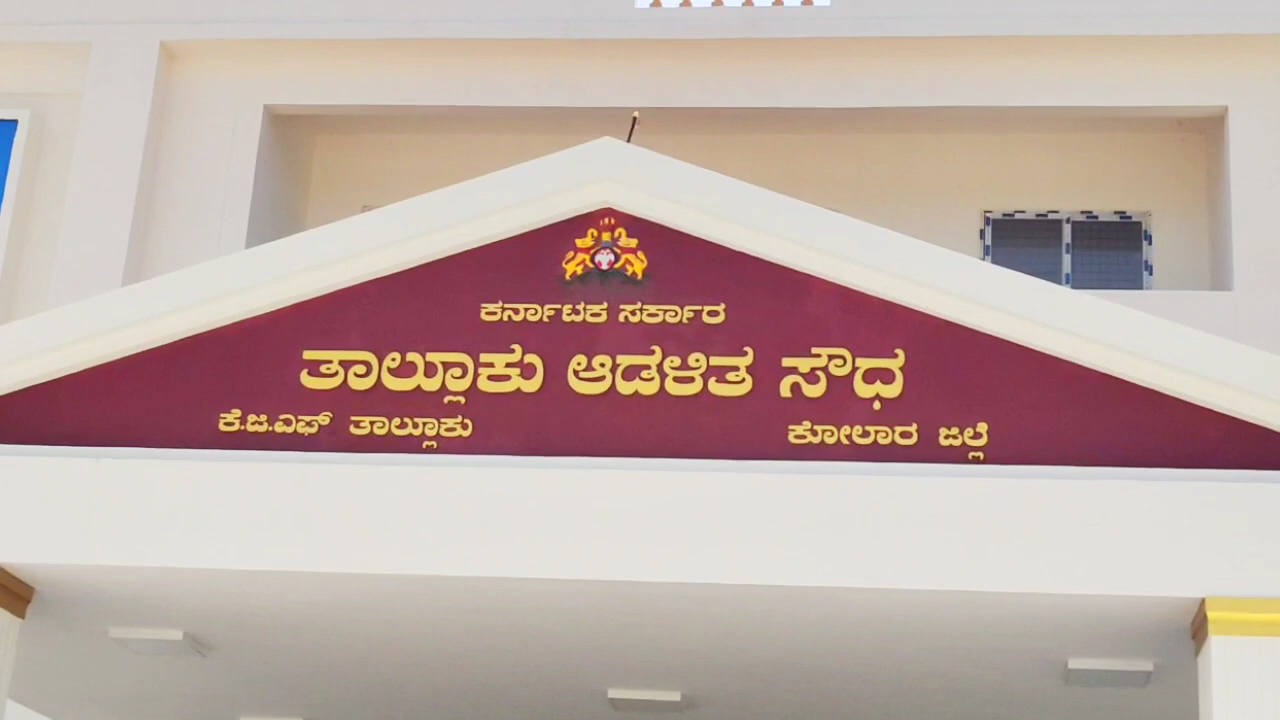 ಕರ್ನಾಟಕ ಸರ್ಕಾರ
ತಾಲ್ಲೂಕು ಆಡಳಿತ ಸೌಧ
ಕೆ.ಜಿ.ಎಫ್ ತಾಲ್ಲೂಕು ಕೋಲಾರ ಜಿಲ್ಲೆ